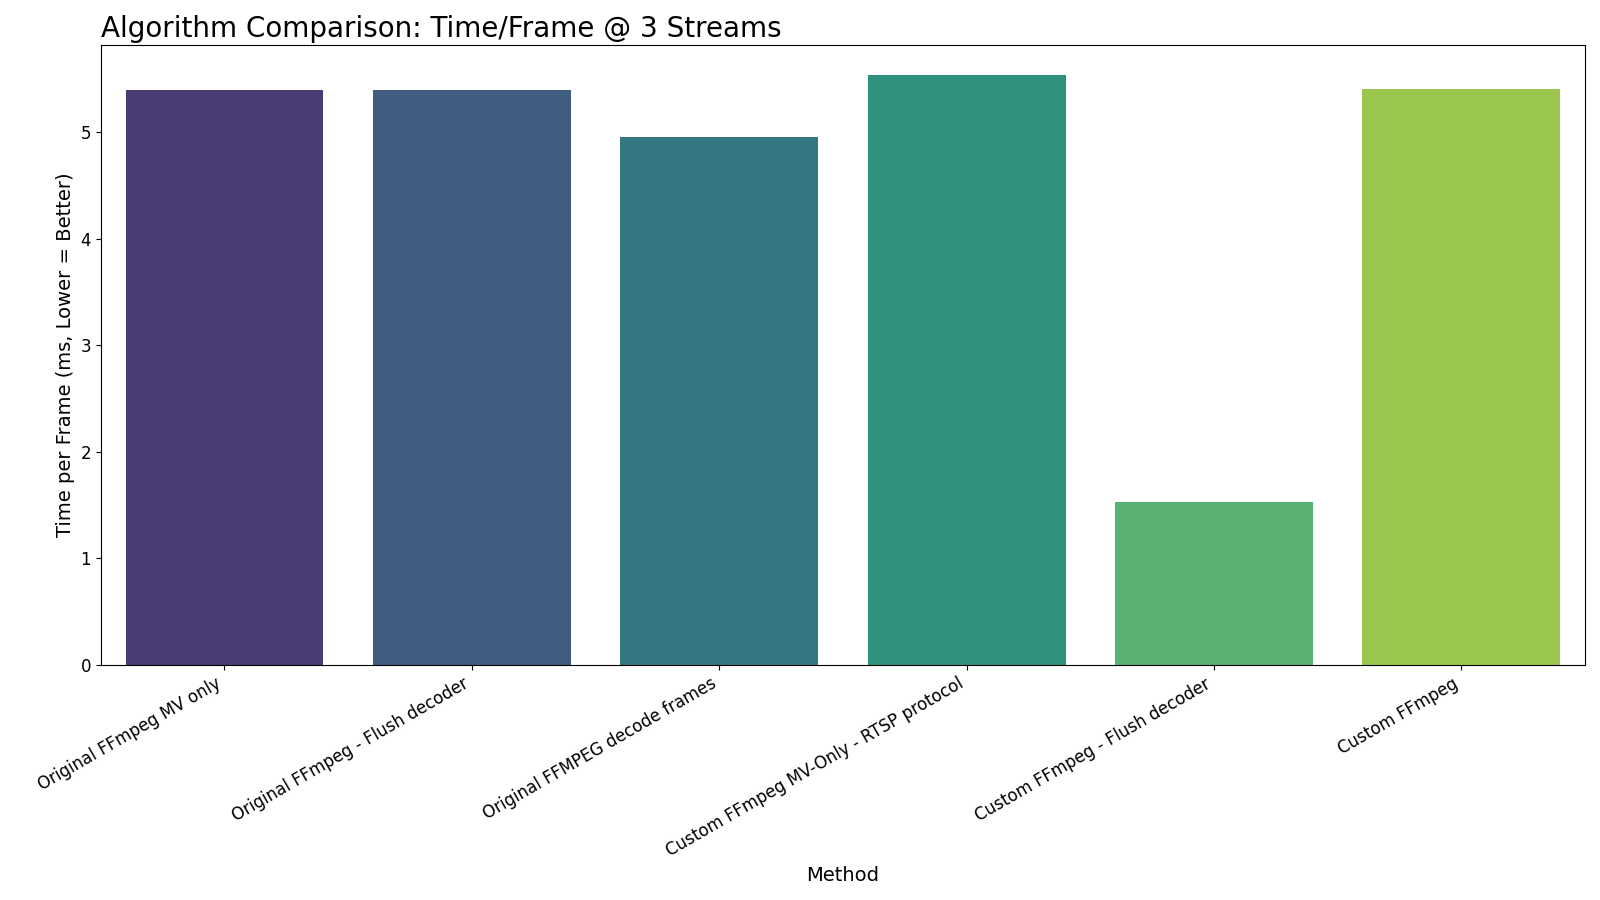 Algorithm Comparison: Time/Frame @ 3 Streams
Time per Frame (ms, Lower = Better)
5
4
3
2
1
0
Original FFmpeg MV only
Original FFmpeg - Flush decoder
Original FFMPEG decode frames
Custom FFmpeg MV-Only - RTSP protocol
Custom FFmpeg - Flush decoder
Custom FFmpeg
Method